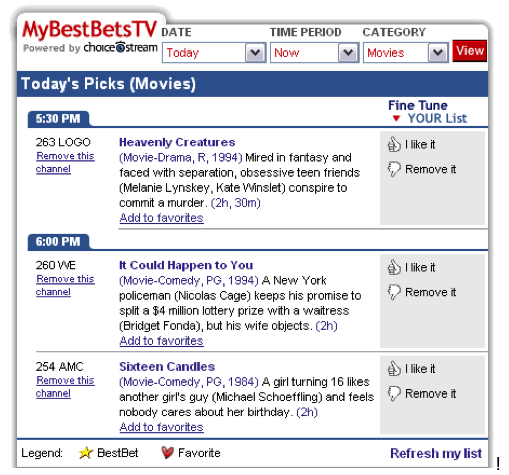 MyBestBetsTV
Powered by choicestream
DATE TIME PERIOD CATEGORY
Today Now Movies View
Today's Picks (Movies)
5:30 PM
Fine Tune
YOUR List
263 LOGO
Remove this
channel
Heavenly Creatures
(Movie-Drama, R, 1994) Mired in fantasy and
faced with separation, obsessive teen friends
(Melanie Lynskey, Kate Winslet) conspire to
commit a murder. (2h, 30m)
Add to favorites
I like it
Remove it
6:00 PM
260 WE
Remove this
channel
It Could Happen to You
(Movie-Comedy, PG, 1994) A New York
policeman (Nicolas Cage) keeps his promise to
split a $4 million lottery prize with a waitress
(Bridget Fonda), but his wife objects. (2h)
Add to favorites
I like it
Remove it
254 AMC
Remove this
channel
Sixteen Candles
(Movie-Comedy, PG, 1984) A girl turning 16 likes
another girl's guy (Michael Schoeffling) and feels
nobody cares about her birthday. (2h)
Add to favorites
I like it
Remove it
Legend: BestBet Favorite Refresh my list
!